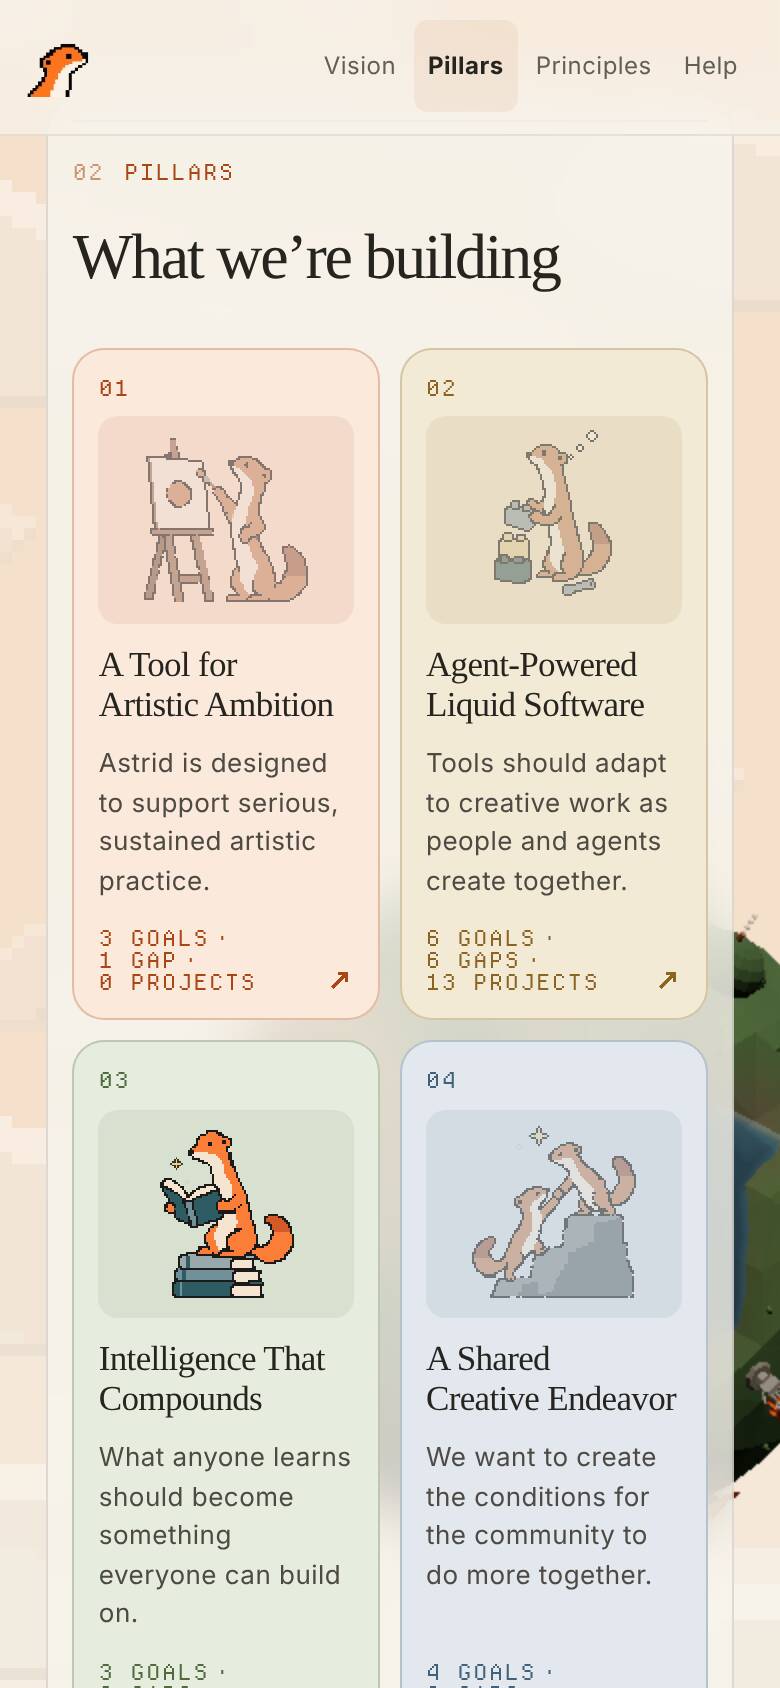 Vision Pillars Principles Help
02 PILLARS
What we’re building
01
A Tool for
Artistic Ambition
Astrid is designed
to support serious,
sustained artistic
practice.
3 GOALS ·
1 GAP ·
0 PROJECTS ↗
02
Agent-Powered
Liquid Software
Tools should adapt
to creative work as
people and agents
create together.
6 GOALS ·
6 GAPS ·
13 PROJECTS ↗
03
Intelligence That
Compounds
What anyone learns
should become
something
everyone can build
on.
3 GOALS ·
04
A Shared
Creative Endeavor
We want to create
the conditions for
the community to
do more together.
4 GOALS ·